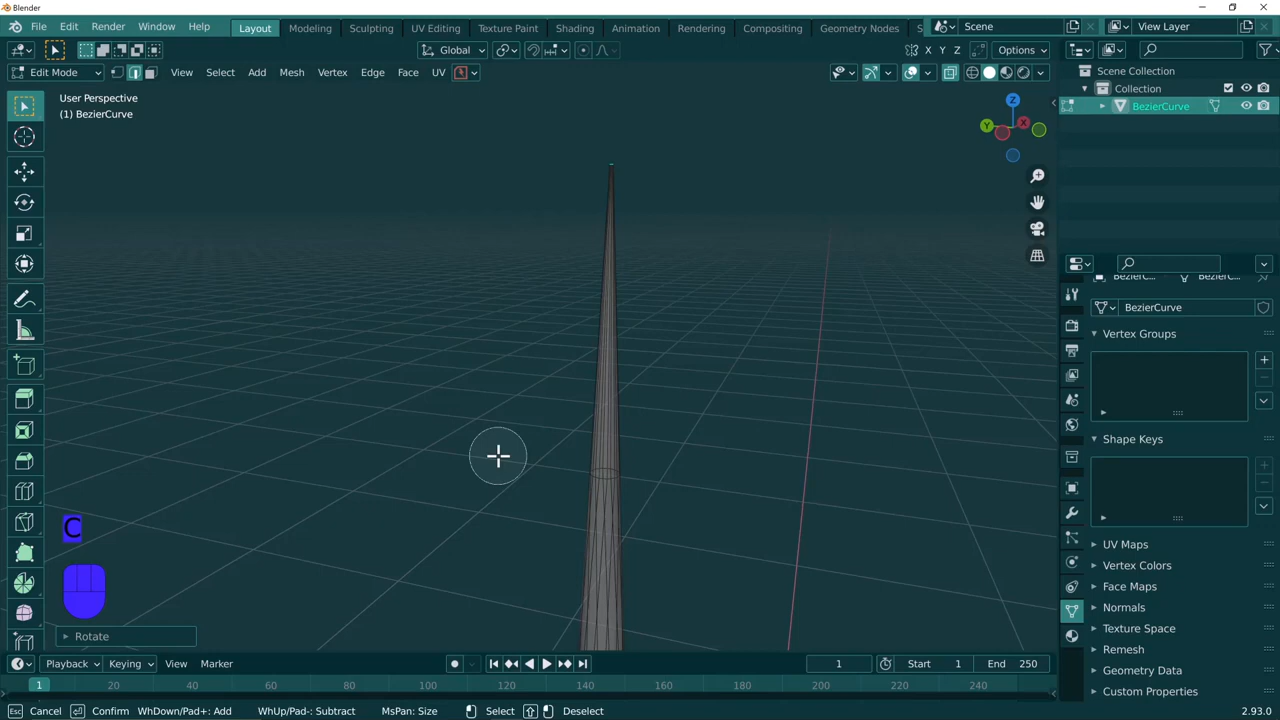 Blender
File Edit Render Window Help
Layout Modeling Sculpting UV Editing Texture Paint Shading Animation Rendering Compositing Geometry Nodes S
Scene
View Layer
Global
X Y Z
Options
Edit Mode
View Select Add Mesh Vertex Edge Face UV
User Perspective
(1) BezierCurve
Z
Y
X
Scene Collection
Collection
BezierCurve
BezierC... BezierC...
BezierCurve
Vertex Groups
Shape Keys
UV Maps
Vertex Colors
Face Maps
Normals
Texture Space
Remesh
Geometry Data
Custom Properties
C
Rotate
Playback Keying View Marker
1
Start 1
End 250
1 20 40 60 80 100 120 140 160 180 200 220 240
Esc Cancel Confirm WhDown/Pad+: Add WhUp/Pad-: Subtract MsPan: Size Select Deselect
2.93.0